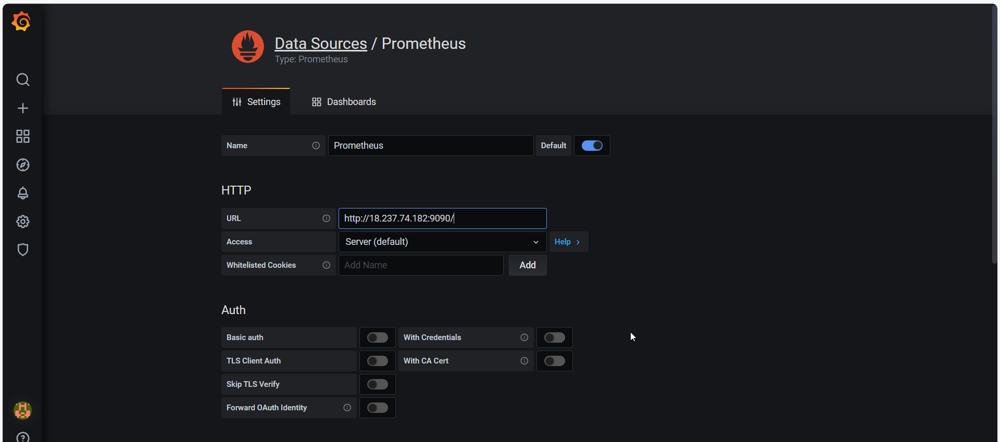 Data Sources / Prometheus
Type: Prometheus
Settings
Dashboards
Name
Prometheus
Default
HTTP
URL
http://18.237.74.182:9090/
Access
Server (default)
Help
Whitelisted Cookies
Add Name
Add
Auth
Basic auth
With Credentials
TLS Client Auth
With CA Cert
Skip TLS Verify
Forward OAuth Identity